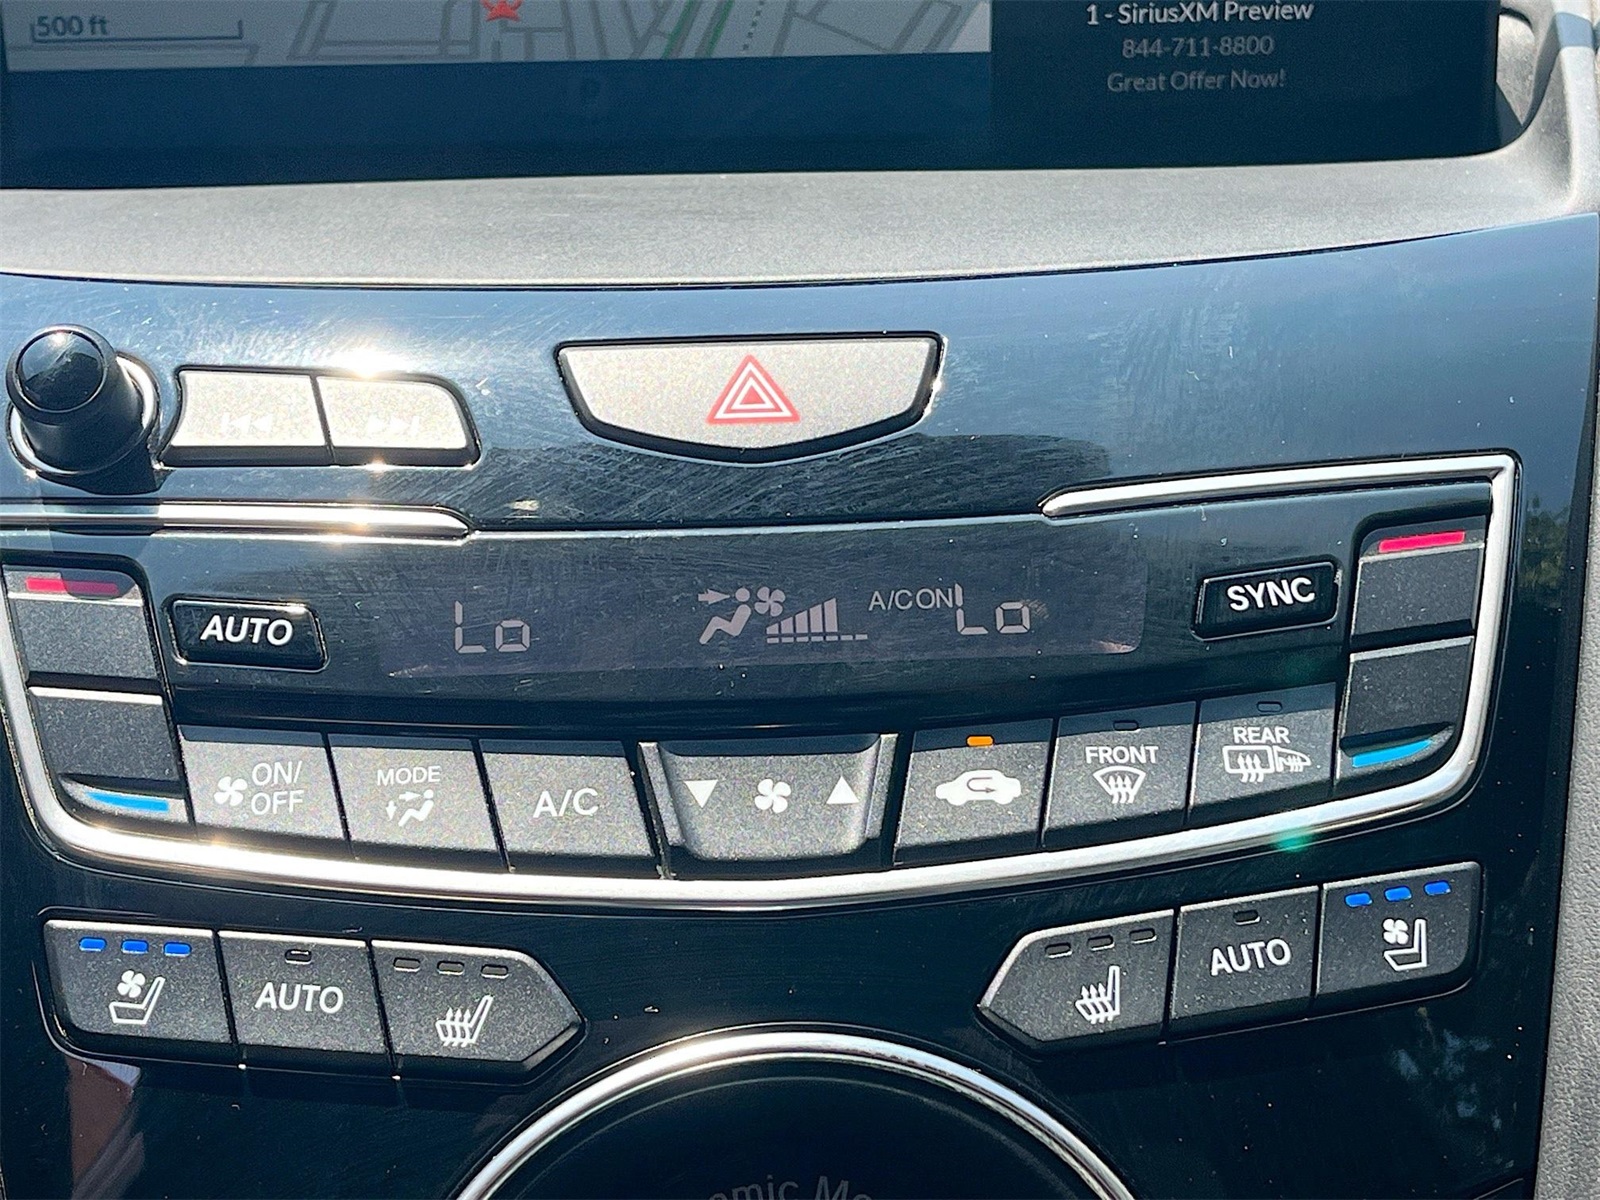 500 ft
1 - SiriusXM Preview
844-711-8800
Great Offer Now!
AUTO
Lo
A/C ON
Lo
SYNC
ON/
OFF
MODE
A/C
FRONT
REAR
AUTO
AUTO